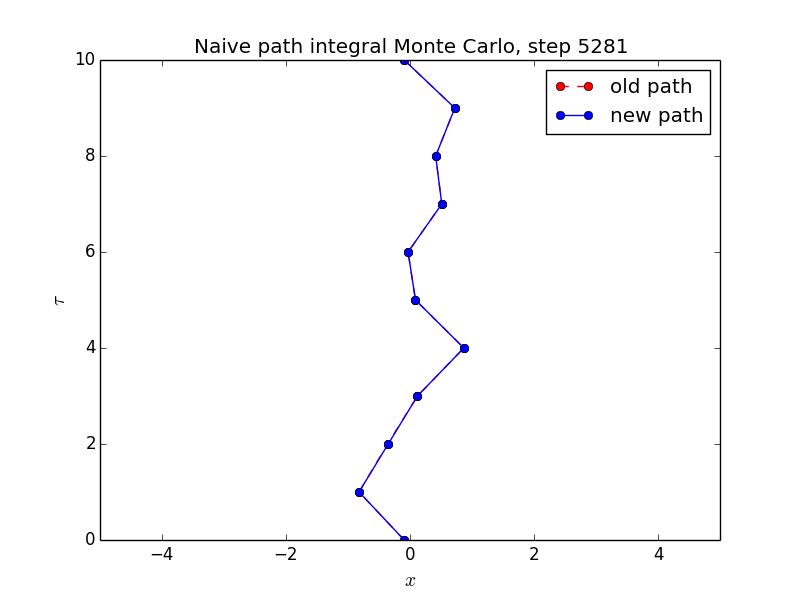 Naive path integral Monte Carlo, step 5281
10
8
6
4
2
0
τ
old path
new path
−4 −2 0 2 4
x